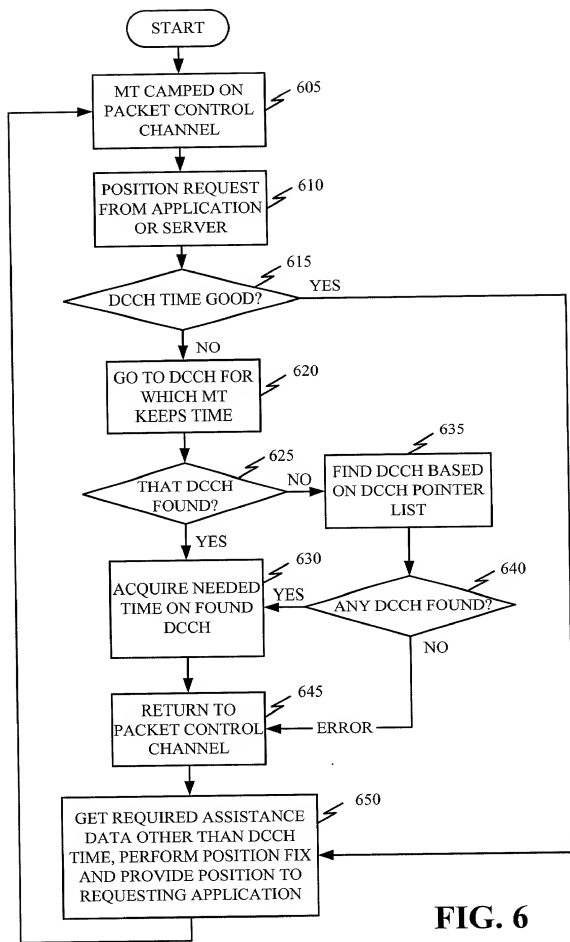 START
MT CAMPED ON
PACKET CONTROL
CHANNEL
605
POSITION REQUEST
FROM APPLICATION
OR SERVER
610
615
DCCH TIME GOOD?
YES
NO
GO TO DCCH FOR
WHICH MT
KEEPS TIME
620
625
THAT DCCH
FOUND?
NO
635
FIND DCCH BASED
ON DCCH POINTER
LIST
YES
630
ACQUIRE NEEDED
TIME ON FOUND
DCCH
YES
640
ANY DCCH FOUND?
NO
645
RETURN TO
PACKET CONTROL
CHANNEL
ERROR
650
GET REQUIRED ASSISTANCE
DATA OTHER THAN DCCH
TIME, PERFORM POSITION FIX
AND PROVIDE POSITION TO
REQUESTING APPLICATION
FIG. 6